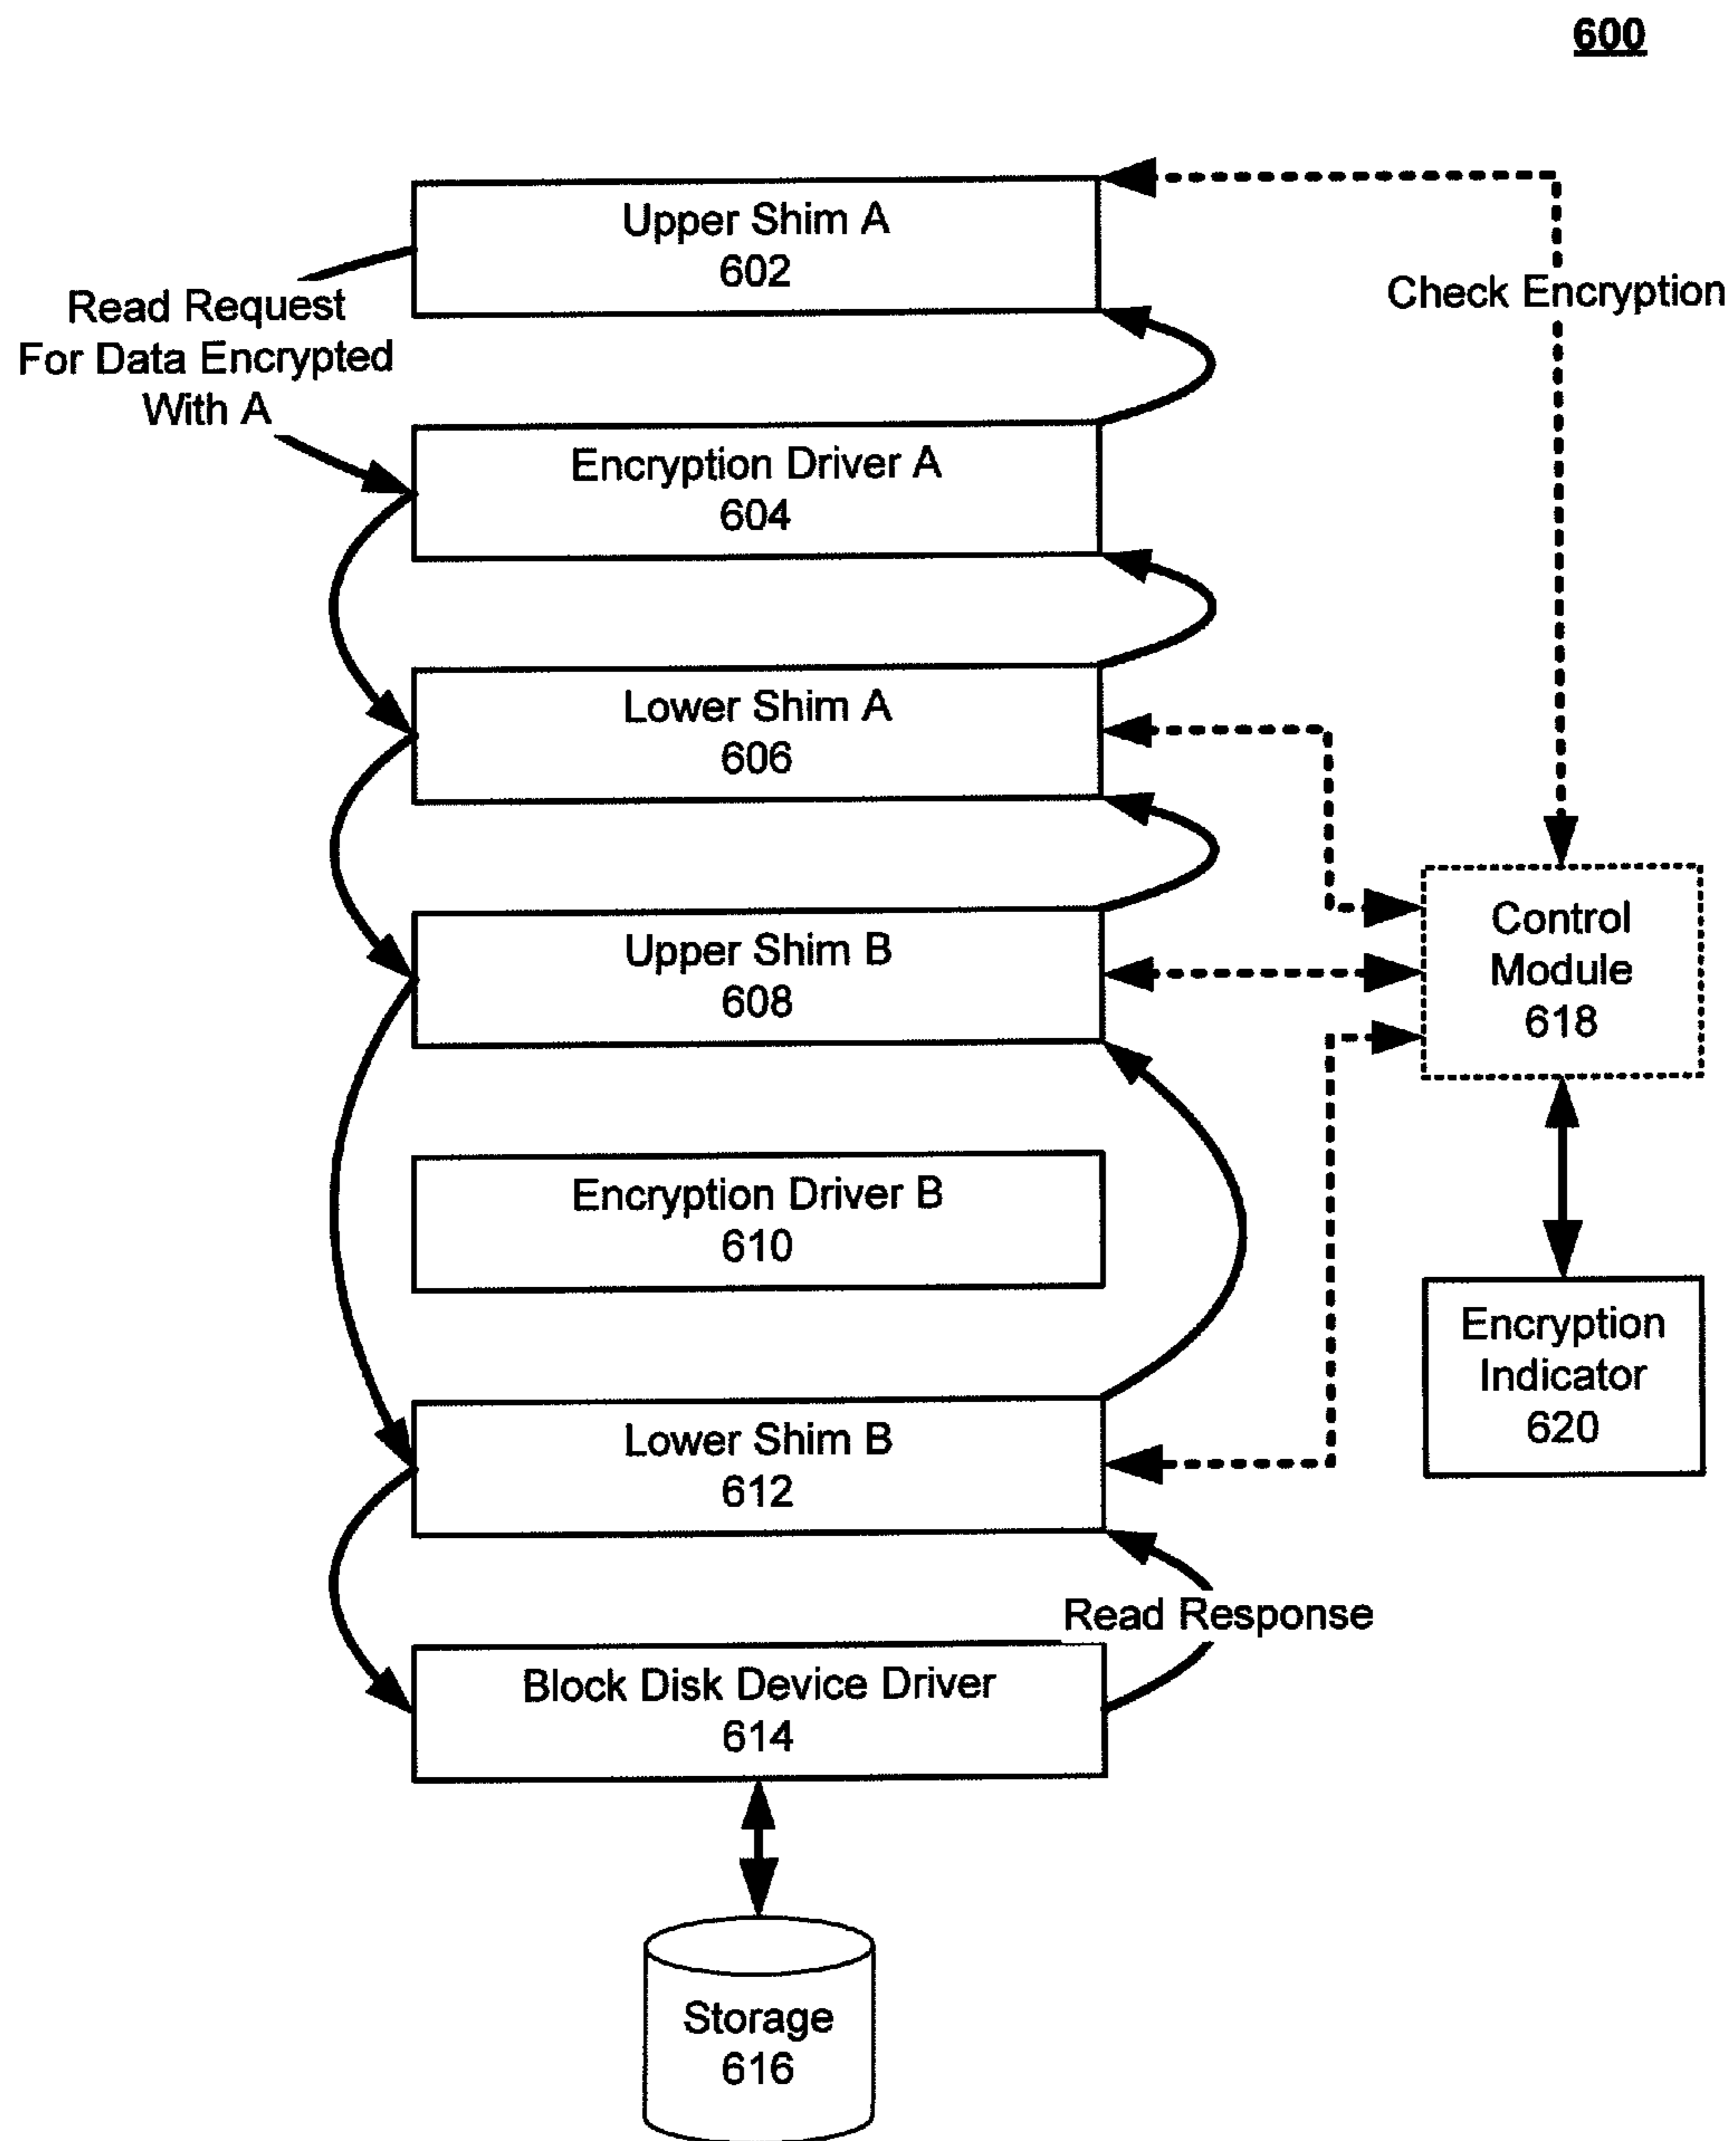 600
Upper Shim A
602
Read Request
For Data Encrypted
With A
Check Encryption
Encryption Driver A
604
Lower Shim A
606
Upper Shim B
608
Control
Module
618
Encryption Driver B
610
Encryption
Indicator
620
Lower Shim B
612
Read Response
Block Disk Device Driver
614
Storage
616